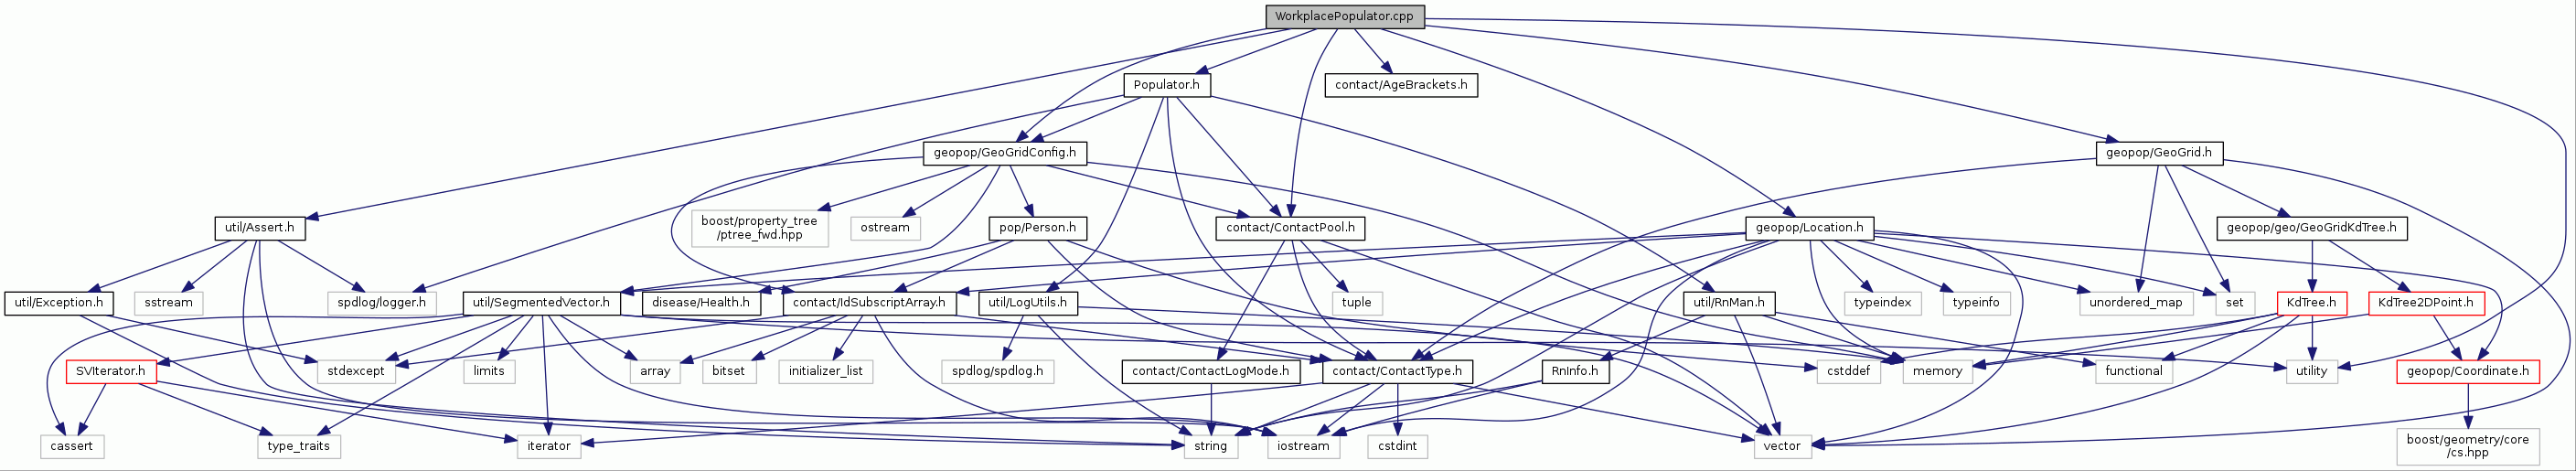 WorkplacePopulator.cpp
Populator.h
contact/AgeBrackets.h
geopop/GeoGridConfig.h
geopop/GeoGrid.h
util/Assert.h
boost/property_tree
/ptree_fwd.hpp
ostream
pop/Person.h
contact/ContactPool.h
geopop/Location.h
geopop/geo/GeoGridKdTree.h
util/Exception.h
sstream
spdlog/logger.h
util/SegmentedVector.h
disease/Health.h
contact/IdSubscriptArray.h
util/LogUtils.h
tuple
util/RnMan.h
typeindex
typeinfo
unordered_map
set
KdTree.h
KdTree2DPoint.h
SVIterator.h
stdexcept
limits
array
bitset
initializer_list
spdlog/spdlog.h
contact/ContactLogMode.h
contact/ContactType.h
RnInfo.h
cstddef
memory
functional
utility
geopop/Coordinate.h
cassert
type_traits
iterator
string
iostream
cstdint
vector
boost/geometry/core
/cs.hpp